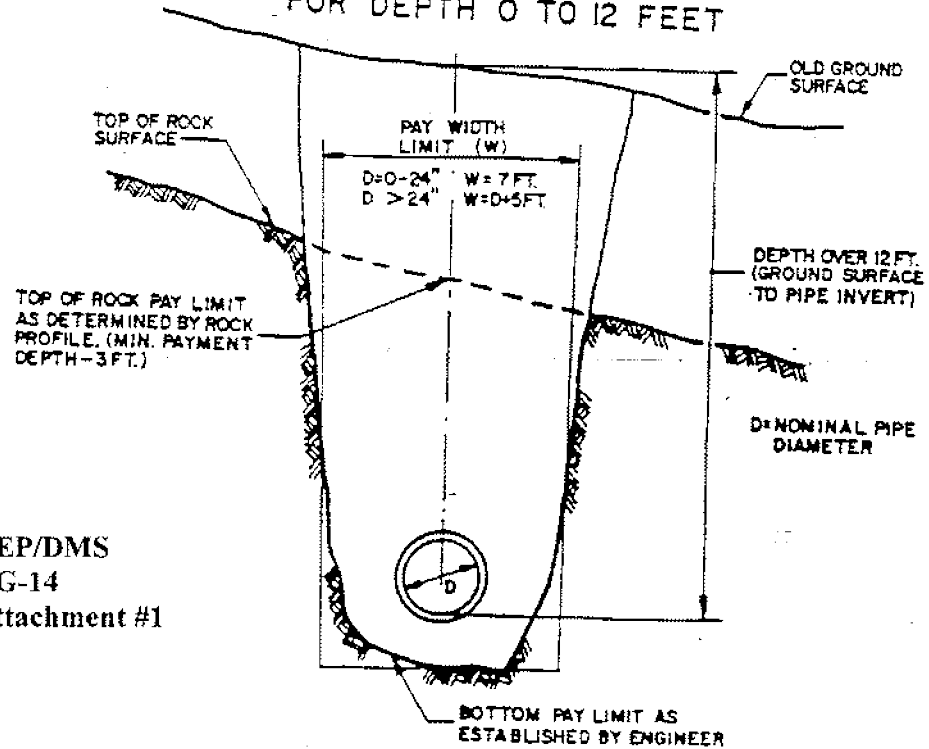 FOR DEPTH 0 TO 12 FEET
OLD GROUND
SURFACE
TOP OF ROCK
SURFACE
PAY WIDTH
LIMIT (W)
D=0-24" W=7 FT.
D >24" W=D+5FT.
DEPTH OVER 12 FT.
(GROUND SURFACE
TO PIPE INVERT)
TOP OF ROCK PAY LIMIT
AS DETERMINED BY ROCK
PROFILE. (MIN. PAYMENT
DEPTH-3 FT.)
D=NOMINAL PIPE
DIAMETER
EP/DMS
G-14
ttachment #1
D
BOTTOM PAY LIMIT AS
ESTABLISHED BY ENGINEER